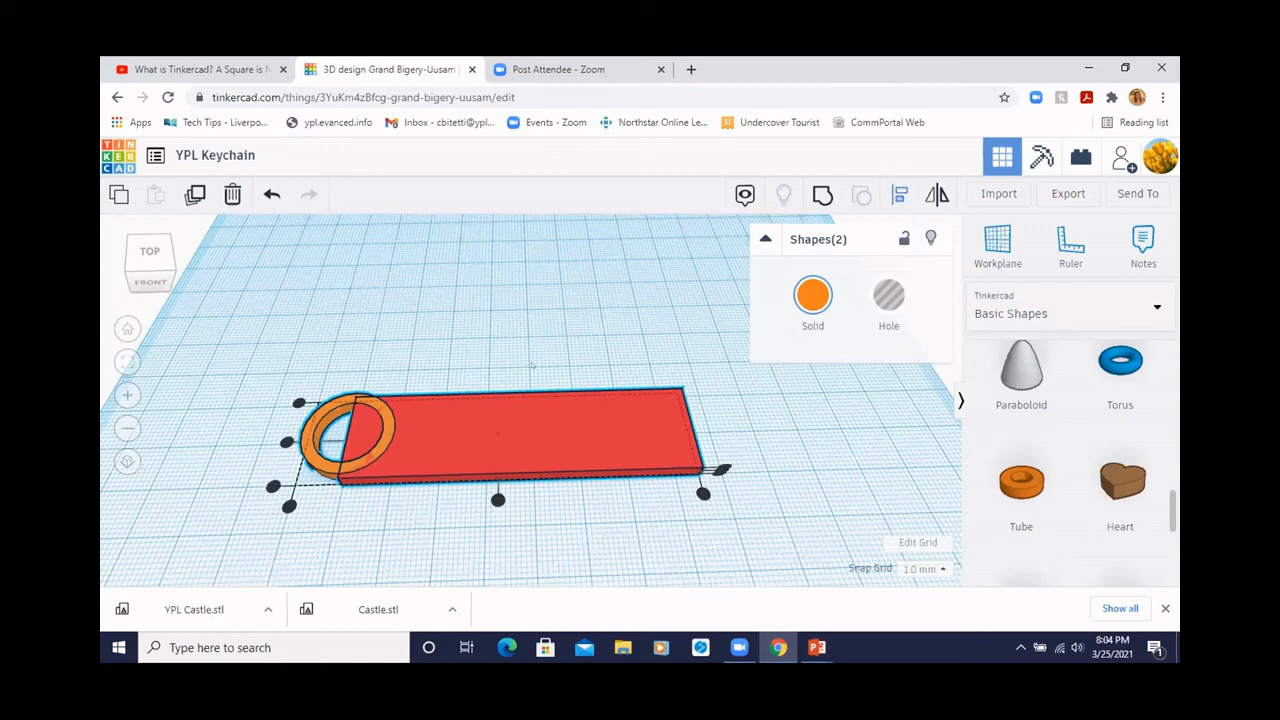 What is Tinkercad? A Square is N
3D design Grand Bigery-Uusam
Post Attendee - Zoom
tinkercad.com/things/3YuKm4zBfcg-grand-bigery-uusam/edit
Apps
Tech Tips - Liverpo...
ypl.evanced.info
Inbox - cbitetti@ypl...
Events - Zoom
Northstar Online Le...
Undercover Tourist
CommPortal Web
Reading list
TIN
KER
CAD
YPL Keychain
Import
Export
Send To
TOP
FRONT
Shapes(2)
Solid
Hole
Workplane
Ruler
Notes
Tinkercad
Basic Shapes
Paraboloid
Torus
Tube
Heart
Edit Grid
Snap Grid 1.0 mm
YPL Castle.stl
Castle.stl
Show all
Type here to search
8:04 PM
3/25/2021
1